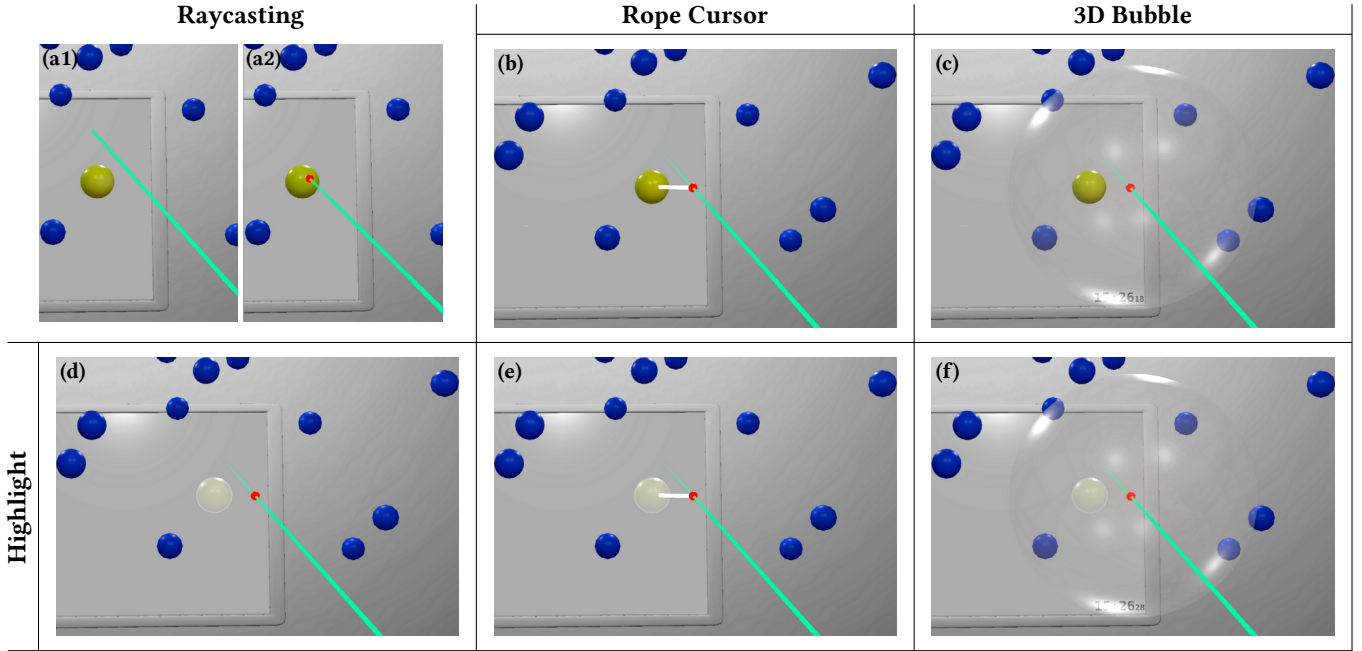 Raycasting
Rope Cursor
3D Bubble
(a1)
(a2)
(b)
(c)
Highlight
(d)
(e)
(f)